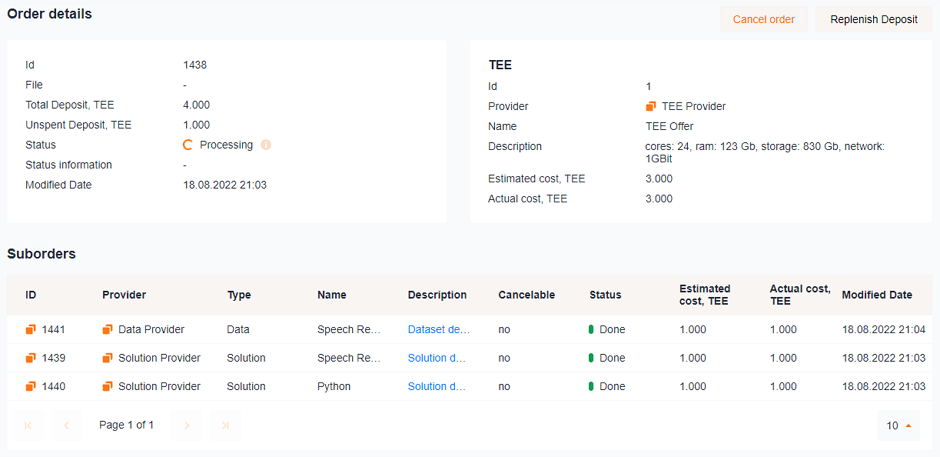 Order details
Cancel order
Replenish Deposit
Id 1438
File -
Total Deposit, TEE 4.000
Unspent Deposit, TEE 1.000
Status Processing
Status information -
Modified Date 18.08.2022 21:03
TEE
Id 1
Provider TEE Provider
Name TEE Offer
Description cores: 24, ram: 123 Gb, storage: 830 Gb, network:
1GBit
Estimated cost, TEE 3.000
Actual cost, TEE 3.000
Suborders
ID Provider Type Name Description Cancelable Status Estimated cost, TEE Actual cost, TEE Modified Date
1441 Data Provider Data Speech Re... Dataset de... no Done 1.000 1.000 18.08.2022 21:04
1439 Solution Provider Solution Speech Re... Solution d... no Done 1.000 1.000 18.08.2022 21:03
1440 Solution Provider Solution Python Solution d... no Done 1.000 1.000 18.08.2022 21:03
Page 1 of 1
10